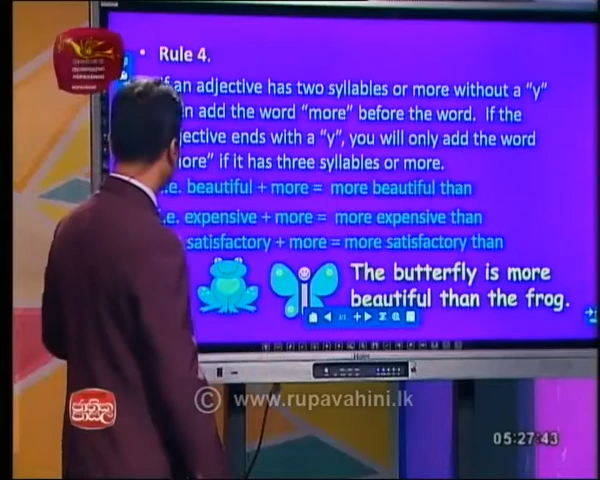 • Rule 4.
If an adjective has two syllables or more without a "y"
add the word "more" before the word. If the
ends with a "y", you will only add the word
if it has three syllables or more.
beautiful + more = more beautiful than
i.e. expensive + more = more expensive than
satisfactory + more = more satisfactory than
The butterfly is more
beautiful than the frog.
1/1
Haier
ජාතික
© www.rupavahini.lk
05:27:43